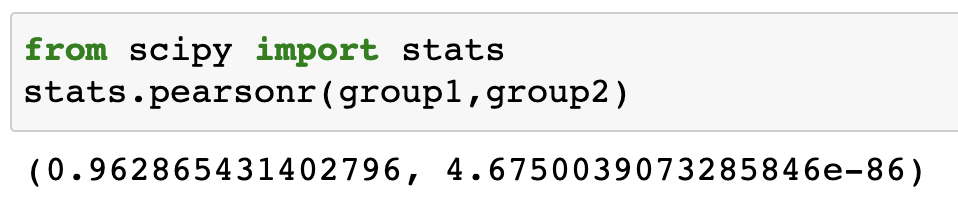 from scipy import stats
stats.pearsonr(group1,group2)
(0.962865431402796, 4.6750039073285846e-86)